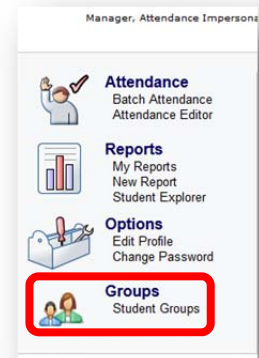 Manager, Attendance Impersona
Attendance
Batch Attendance
Attendance Editor
Reports
My Reports
New Report
Student Explorer
Options
Edit Profile
Change Password
Groups
Student Groups